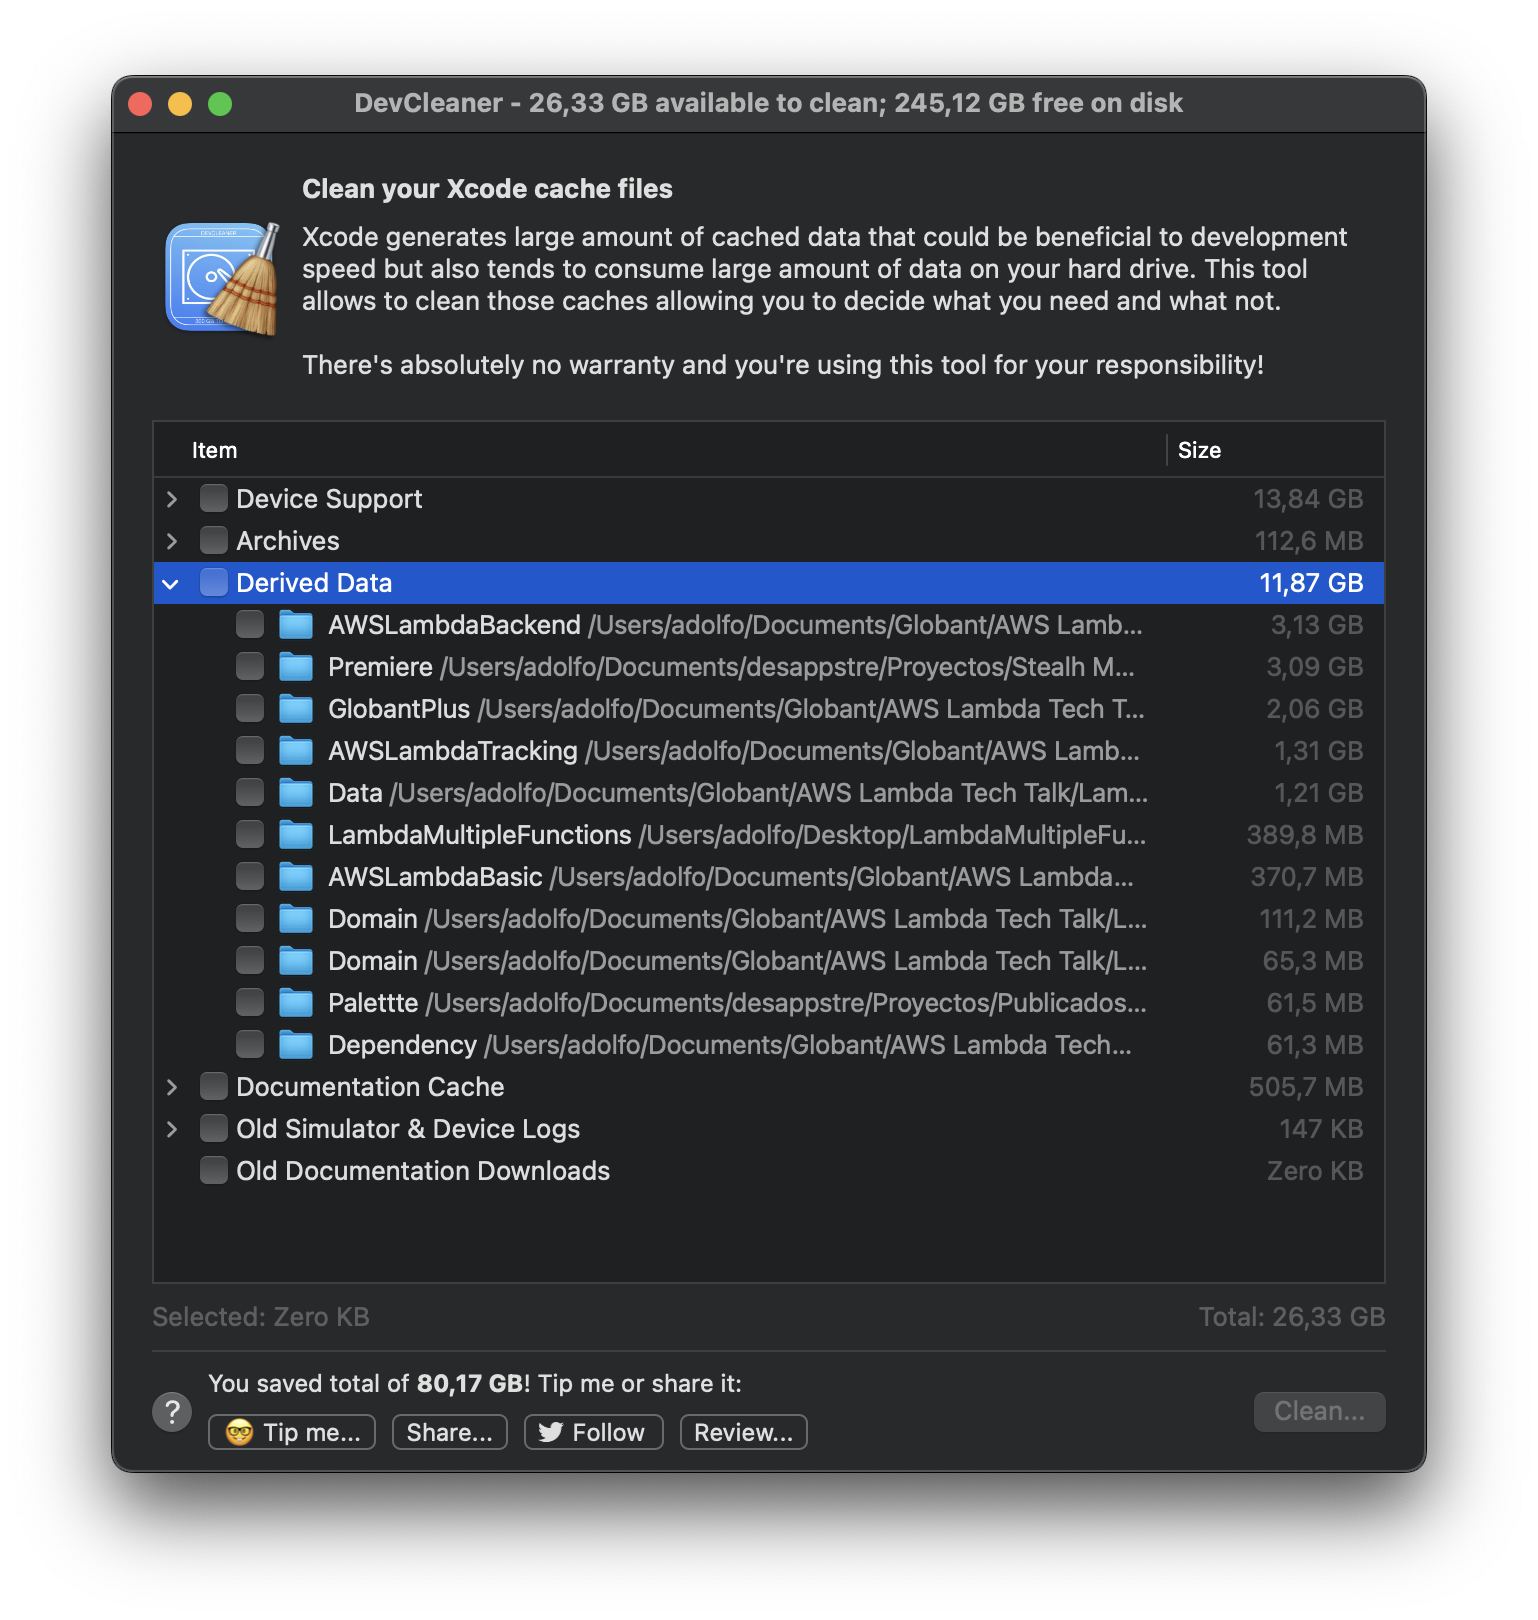 DevCleaner - 26,33 GB available to clean; 245,12 GB free on disk
Clean your Xcode cache files
Xcode generates large amount of cached data that could be beneficial to development
speed but also tends to consume large amount of data on your hard drive. This tool
allows to clean those caches allowing you to decide what you need and what not.
There's absolutely no warranty and you're using this tool for your responsibility!
DEVCLEANER
Item Size
Device Support 13,84 GB
Archives 112,6 MB
Derived Data 11,87 GB
AWSLambdaBackend /Users/adolfo/Documents/Globant/AWS Lamb... 3,13 GB
Premiere /Users/adolfo/Documents/desappstre/Proyectos/Stealh M... 3,09 GB
GlobantPlus /Users/adolfo/Documents/Globant/AWS Lambda Tech T... 2,06 GB
AWSLambdaTracking /Users/adolfo/Documents/Globant/AWS Lamb... 1,31 GB
Data /Users/adolfo/Documents/Globant/AWS Lambda Tech Talk/Lam... 1,21 GB
LambdaMultipleFunctions /Users/adolfo/Desktop/LambdaMultipleFu... 389,8 MB
AWSLambdaBasic /Users/adolfo/Documents/Globant/AWS Lambda... 370,7 MB
Domain /Users/adolfo/Documents/Globant/AWS Lambda Tech Talk/L... 111,2 MB
Domain /Users/adolfo/Documents/Globant/AWS Lambda Tech Talk/L... 65,3 MB
Palettte /Users/adolfo/Documents/desappstre/Proyectos/Publicados... 61,5 MB
Dependency /Users/adolfo/Documents/Globant/AWS Lambda Tech... 61,3 MB
Documentation Cache 505,7 MB
Old Simulator & Device Logs 147 KB
Old Documentation Downloads Zero KB
Selected: Zero KB Total: 26,33 GB
You saved total of 80,17 GB! Tip me or share it:
? Tip me... Share... Follow Review... Clean...